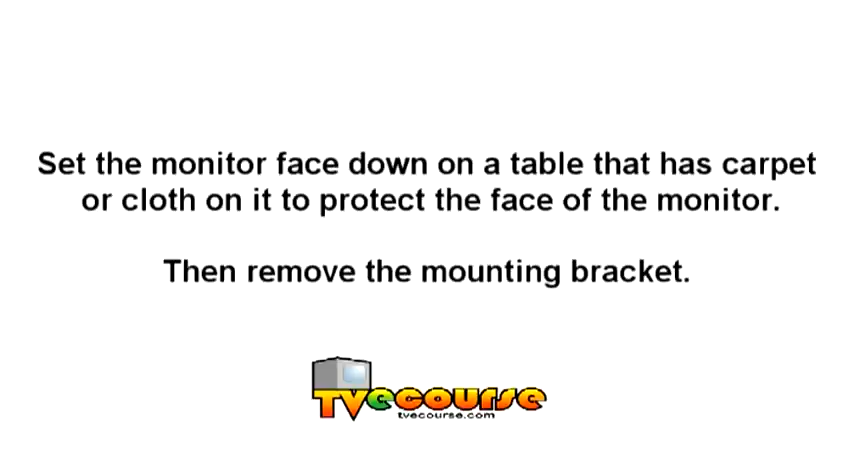 Set the monitor face down on a table that has carpet
or cloth on it to protect the face of the monitor.
Then remove the mounting bracket.
TVecourse
tvecourse.com